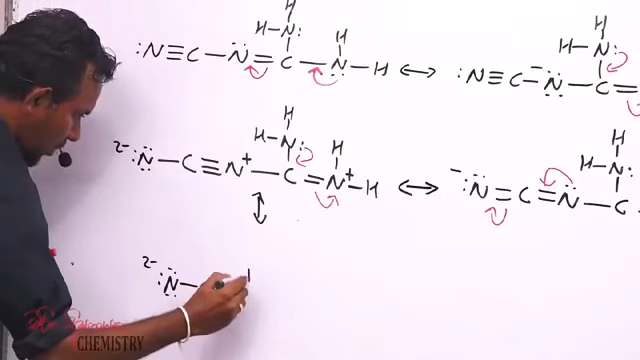 H
H—N: H H
:N≡C—N̈=C—N̈—H ↔ :N≡C—N̈⁻—C=
H—N:
H H
H—N: H H
2- :N̈—C≡N⁺—C=N⁺—H ↔ ⁻:N̈=C=N̈—C
H—N:
↕
2- :N̈—
CHEMISTRY